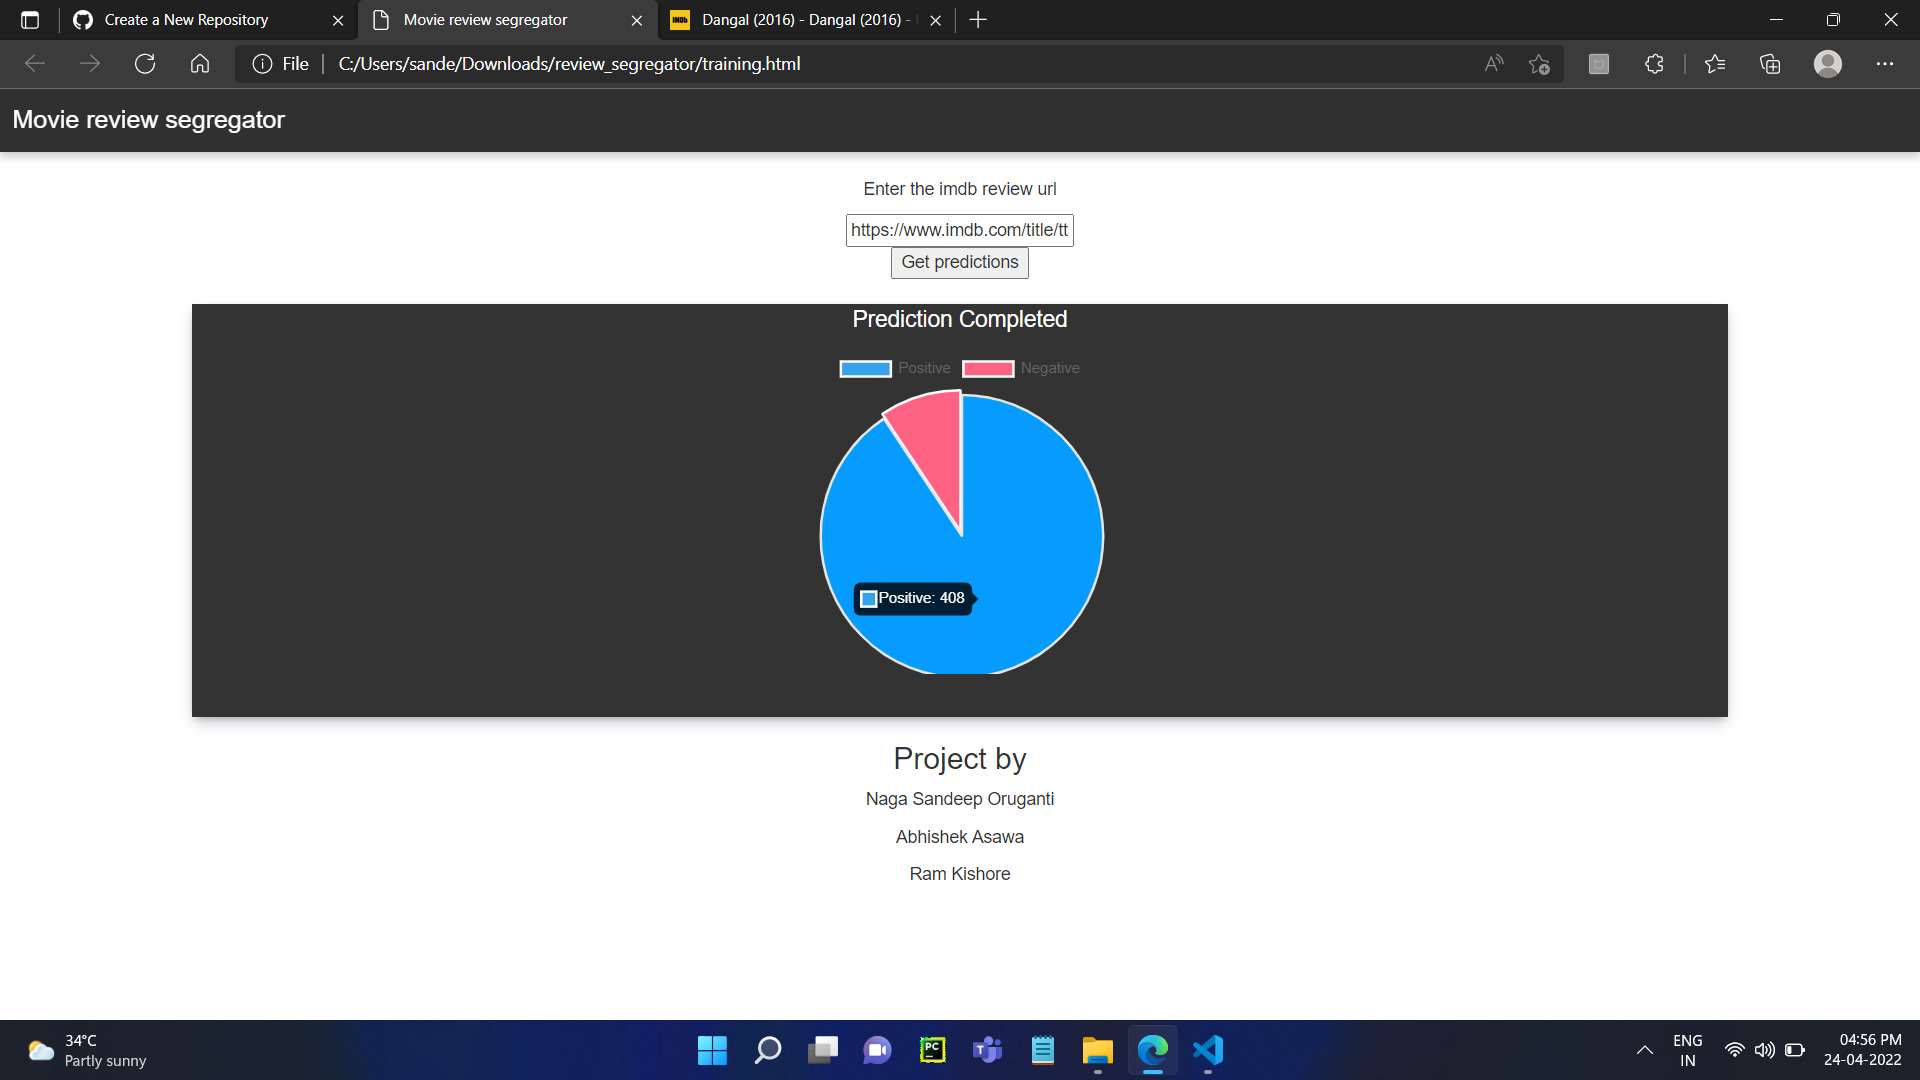 Create a New Repository
Movie review segregator
IMDb
Dangal (2016) - Dangal (2016) -
File
C:/Users/sande/Downloads/review_segregator/training.html
Movie review segregator
Enter the imdb review url
https://www.imdb.com/title/tt
Get predictions
Prediction Completed
Positive Negative
Positive: 408
Project by
Naga Sandeep Oruganti
Abhishek Asawa
Ram Kishore
34°C
Partly sunny
PC
ENG
IN
04:56 PM
24-04-2022